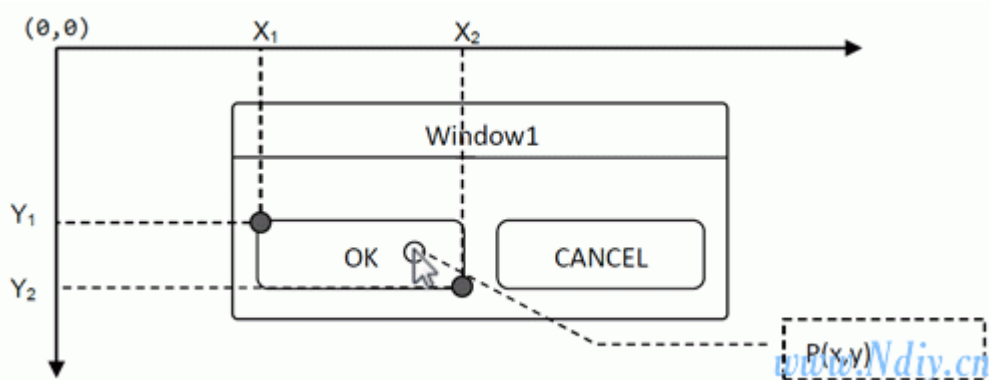 (0,0)
X₁
X₂
Window1
Y₁
OK
CANCEL
Y₂
P(x,y)
www.Ndiy.cn